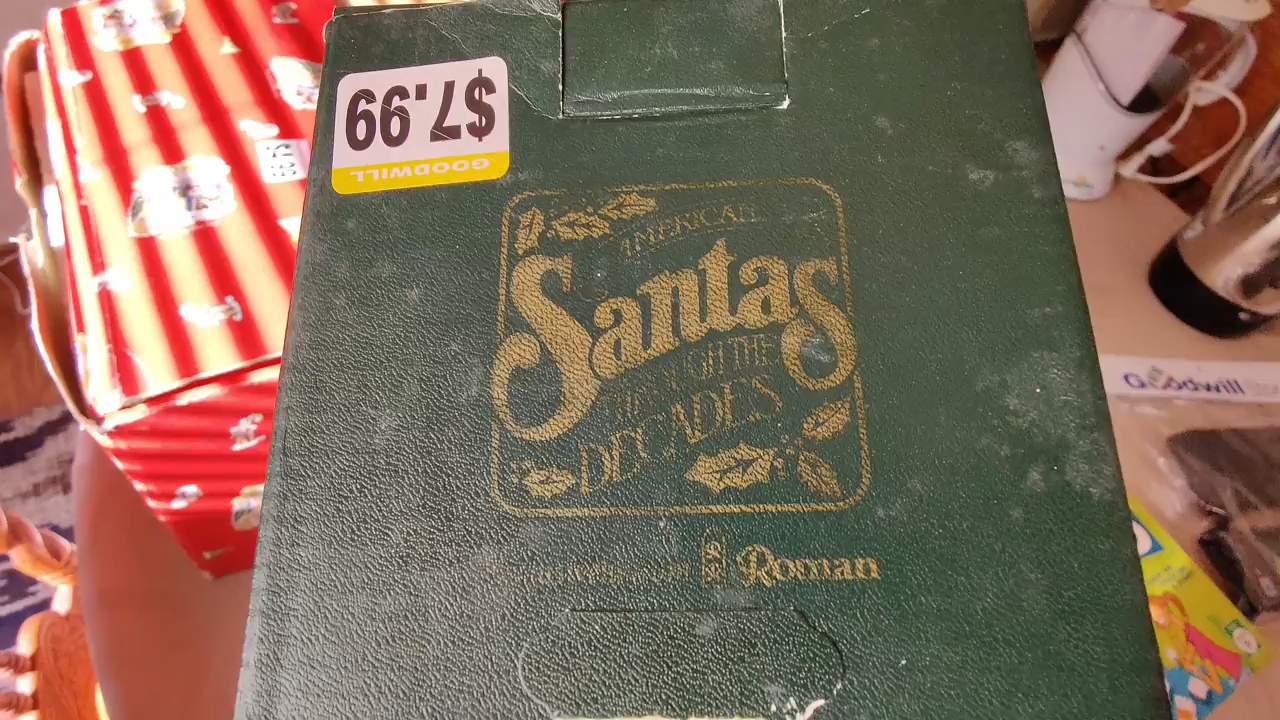 $7.99
GOODWILL
AMERICAN
Santas
THROUGH THE
DECADES
Roman
Goodwill